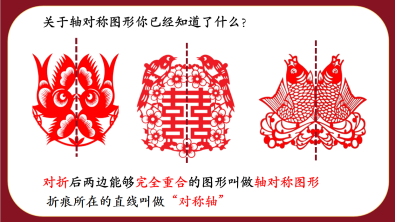 关于轴对称图形你已经知道了什么?
囍
对折后两边能够完全重合的图形叫做轴对称图形
折痕所在的直线叫做“对称轴”